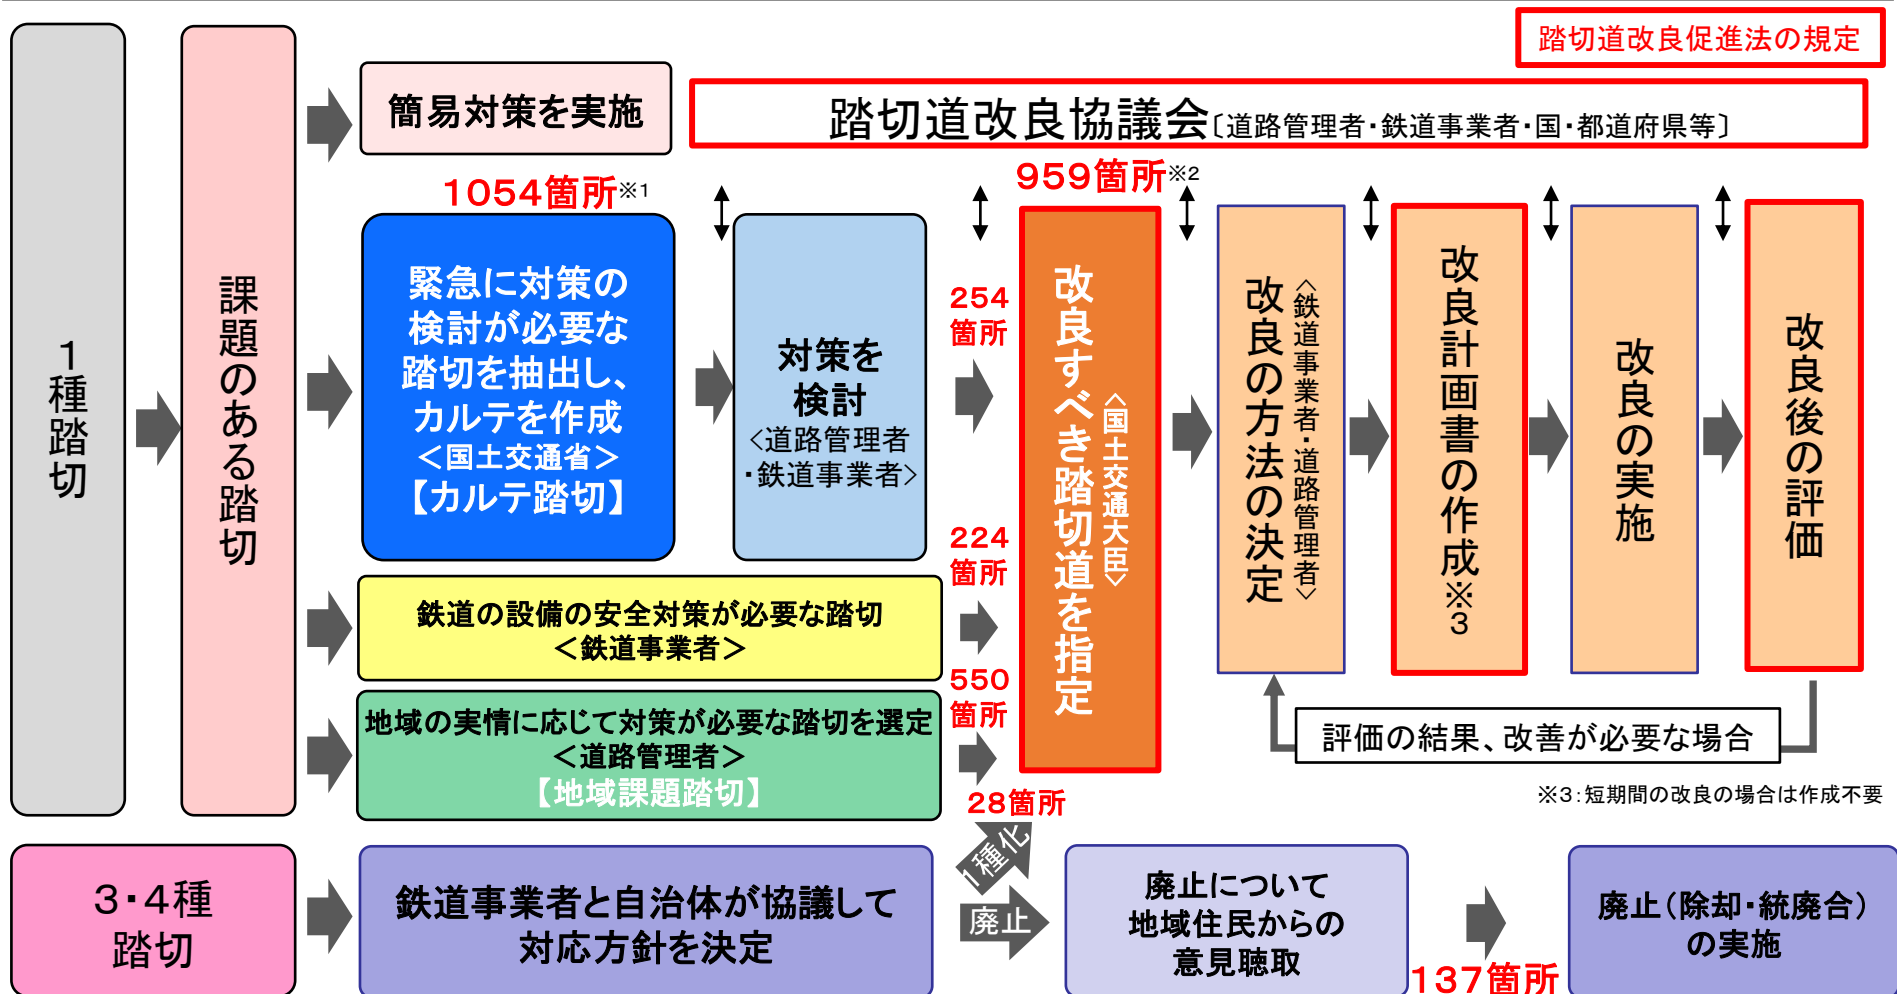 踏切道改良促進法の規定
1種踏切
課題のある踏切
簡易対策を実施
踏切道改良協議会〔道路管理者・鉄道事業者・国・都道府県等〕
1054箇所※1
緊急に対策の
検討が必要な
踏切を抽出し、
カルテを作成
＜国土交通省＞
【カルテ踏切】
対策を
検討
＜道路管理者
・鉄道事業者＞
254
箇所
224
箇所
550
箇所
28箇所
959箇所※2
改良すべき踏切道を指定
＜国土交通大臣＞
改良の方法の決定
＜鉄道事業者・道路管理者＞
改良計画書の作成※3
改良の実施
改良後の評価
鉄道の設備の安全対策が必要な踏切
＜鉄道事業者＞
地域の実情に応じて対策が必要な踏切を選定
＜道路管理者＞
【地域課題踏切】
評価の結果、改善が必要な場合
※3：短期間の改良の場合は作成不要
3・4種
踏切
鉄道事業者と自治体が協議して
対応方針を決定
1種化
廃止
廃止について
地域住民からの
意見聴取
137箇所
廃止（除却・統廃合）
の実施